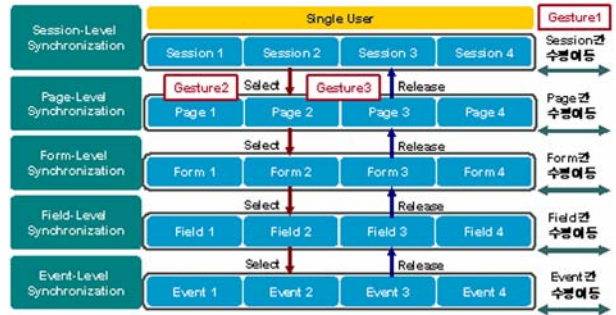 Session-Level
Synchronization
Single User
Gesture1
Session 1
Session 2
Session 3
Session 4
Session간
수평이동
Gesture2
Select
Gesture3
Release
Page-Level
Synchronization
Page 1
Page 2
Page 3
Page 4
Page간
수평이동
Select
Release
Form-Level
Synchronization
Form 1
Form 2
Form 3
Form 4
Form간
수평이동
Select
Release
Field-Level
Synchronization
Field 1
Field 2
Field 3
Field 4
Field간
수평이동
Select
Release
Event-Level
Synchronization
Event 1
Event 2
Event 3
Event 4
Event간
수평이동